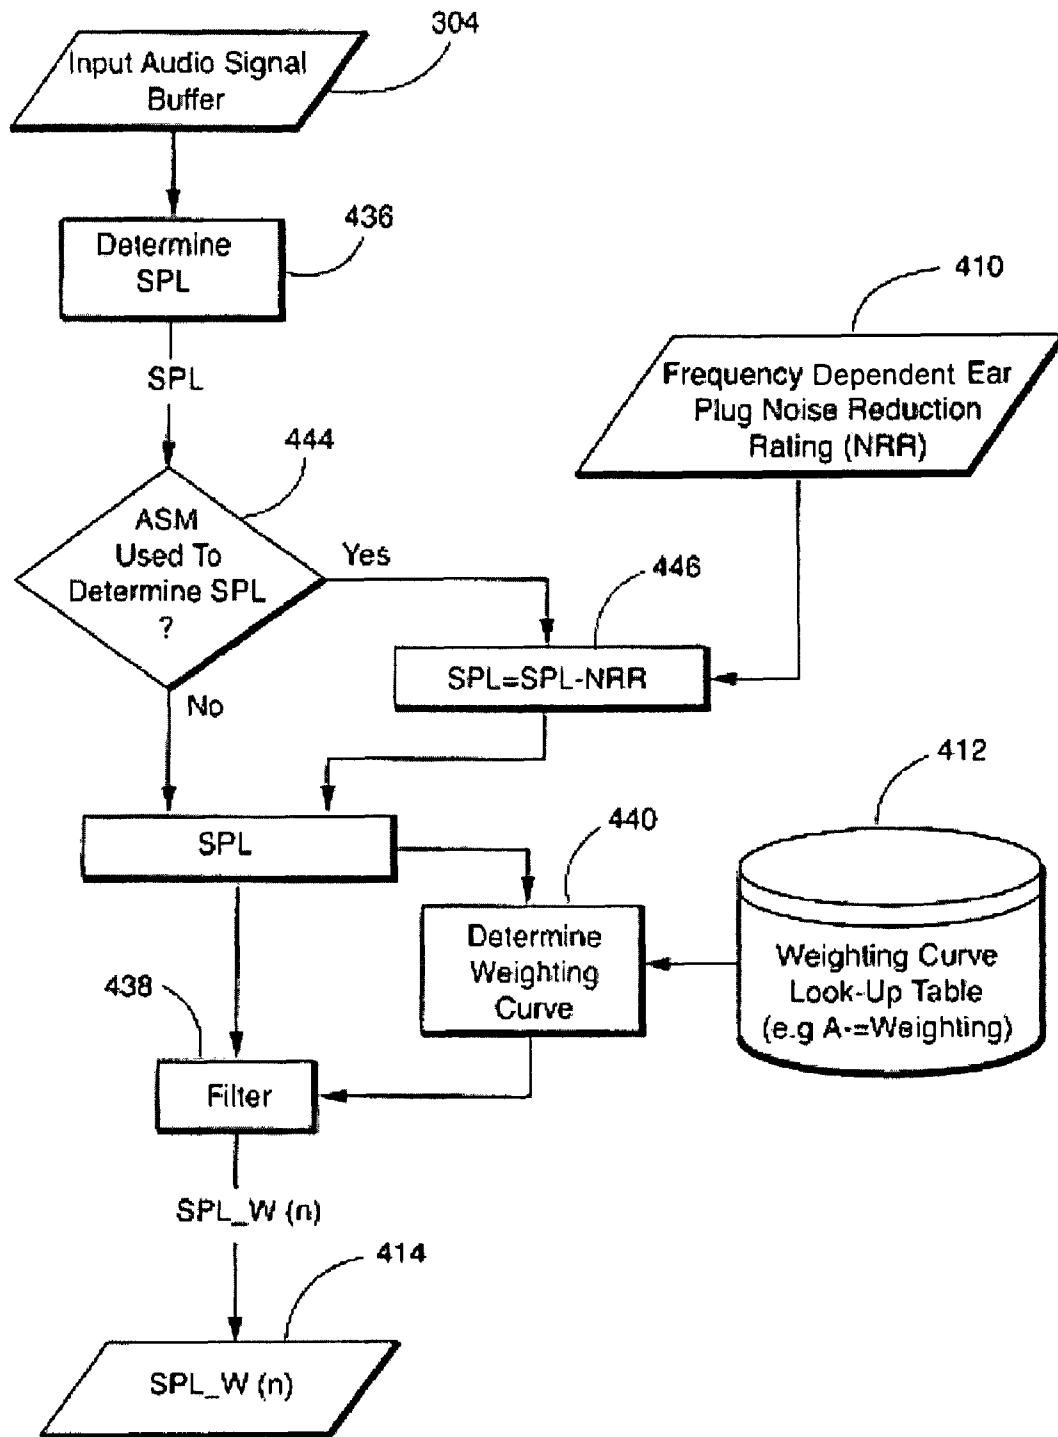 304
Input Audio Signal
Buffer
436
Determine
SPL
410
SPL
Frequency Dependent Ear
Plug Noise Reduction
Rating (NRR)
444
ASM
Used To
Determine SPL
?
Yes
446
SPL=SPL-NRR
No
412
440
SPL
Determine
Weighting
Curve
Weighting Curve
Look-Up Table
(e.g A-=Weighting)
438
Filter
SPL_W (n)
414
SPL_W (n)